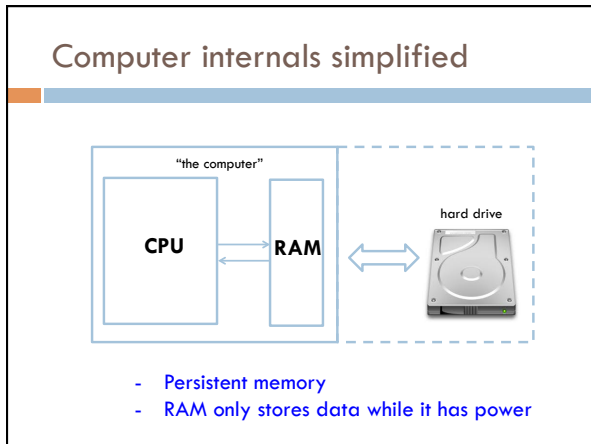 Computer internals simplified
“the computer”
CPU
RAM
hard drive
- Persistent memory
- RAM only stores data while it has power